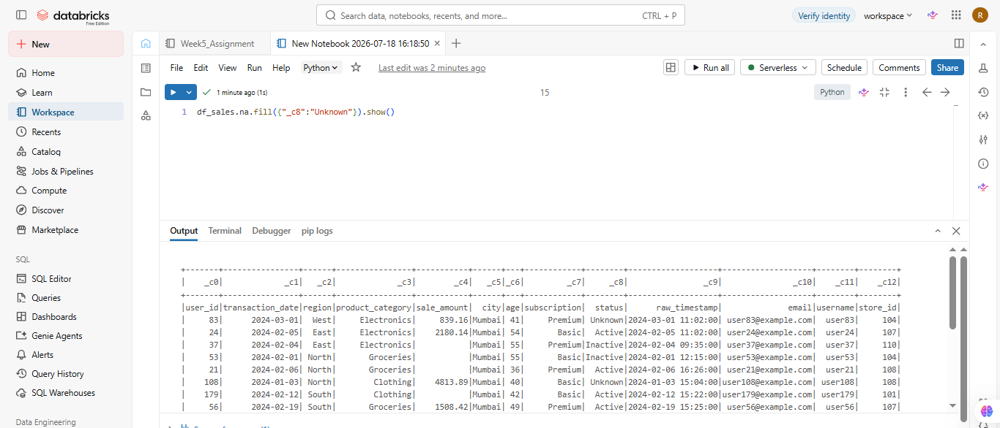 databricks
Free Edition
Search data, notebooks, recents, and more...
CTRL + P
Verify identity
workspace
R
New
Home
Learn
Workspace
Recents
Catalog
Jobs & Pipelines
Compute
Discover
Marketplace
SQL
SQL Editor
Queries
Dashboards
Genie Agents
Alerts
Query History
SQL Warehouses
Data Engineering
Week5_Assignment
New Notebook 2026-07-18 16:18:50
File Edit View Run Help Python
Last edit was 2 minutes ago
Run all
Serverless
Schedule
Comments
Share
1 minute ago (1s)
15
Python
1 df_sales.na.fill({"_c8":"Unknown"}).show()
Output Terminal Debugger pip logs
+-------+----------------+------+----------------+-----------+------+---+------------+--------+-------------------+-------------------+--------+--------+
|    _c0|             _c1|   _c2|             _c3|        _c4|   _c5|_c6|         _c7|     _c8|                _c9|               _c10|    _c11|    _c12|
+-------+----------------+------+----------------+-----------+------+---+------------+--------+-------------------+-------------------+--------+--------+
|user_id|transaction_date|region|product_category|sale_amount|  city|age|subscription|  status|      raw_timestamp|              email|username|store_id|
|     83|      2024-03-01|  West|     Electronics|     839.16|Mumbai| 41|     Premium| Unknown|2024-03-01 11:02:00| user83@example.com|  user83|     104|
|     24|      2024-02-05|  East|     Electronics|    2180.14|Mumbai| 54|       Basic|  Active|2024-02-05 11:02:00| user24@example.com|  user24|     107|
|     37|      2024-02-04|  East|     Electronics|           |Mumbai| 55|     Premium|Inactive|2024-02-04 09:35:00| user37@example.com|  user37|     110|
|     53|      2024-02-01| North|       Groceries|           |Mumbai| 55|       Basic|Inactive|2024-02-01 12:15:00| user53@example.com|  user53|     104|
|     21|      2024-02-06| North|       Groceries|           |Mumbai| 36|     Premium|  Active|2024-02-06 16:26:00| user21@example.com|  user21|     108|
|    108|      2024-01-03| North|        Clothing|    4813.89|Mumbai| 40|       Basic| Unknown|2024-01-03 15:04:00|user108@example.com| user108|     108|
|    179|      2024-02-12| South|        Clothing|           |Mumbai| 42|       Basic|  Active|2024-02-12 15:22:00|user179@example.com| user179|     101|
|     56|      2024-02-19| South|       Groceries|    1508.42|Mumbai| 49|     Premium|  Active|2024-02-19 15:25:00| user56@example.com|  user56|     107|